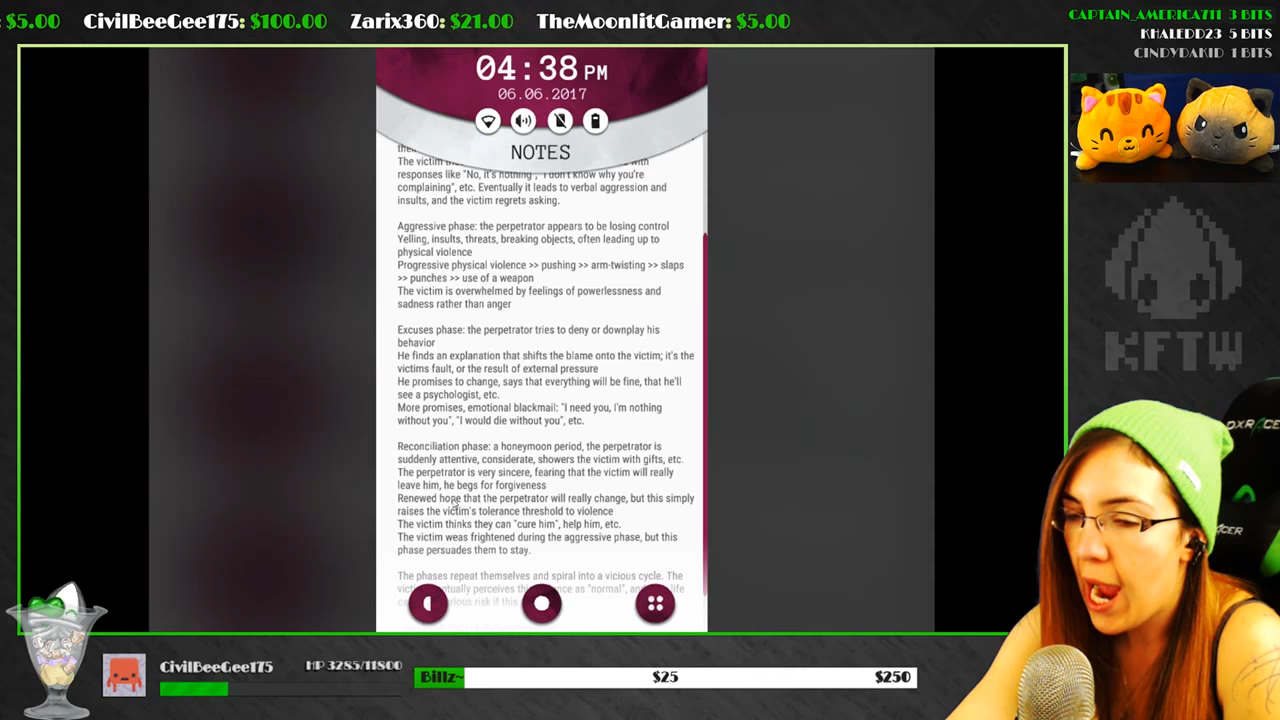 $5.00 CivilBeeGee175: $100.00 Zarix360: $21.00 TheMoonlitGamer: $5.00
CAPTAIN_AMERICA711 3 BITS
KHALEDD23 5 BITS
CINDYDAKID 1 BITS
04:38 PM
06.06.2017
NOTES
The victim with
responses like "No, it's nothing", "I don't know why you're
complaining", etc. Eventually it leads to verbal aggression and
insults, and the victim regrets asking.
Aggressive phase: the perpetrator appears to be losing control
Yelling, insults, threats, breaking objects, often leading up to
physical violence
Progressive physical violence >> pushing >> arm-twisting >> slaps
>> punches >> use of a weapon
The victim is overwhelmed by feelings of powerlessness and
sadness rather than anger
Excuses phase: the perpetrator tries to deny or downplay his
behavior
He finds an explanation that shifts the blame onto the victim; it's the
victims fault, or the result of external pressure
He promises to change, says that everything will be fine, that he'll
see a psychologist, etc.
More promises, emotional blackmail: "I need you, I'm nothing
without you", "I would die without you", etc.
Reconciliation phase: a honeymoon period, the perpetrator is
suddenly attentive, considerate, showers the victim with gifts, etc.
The perpetrator is very sincere, fearing that the victim will really
leave him, he begs for forgiveness
Renewed hope that the perpetrator will really change, but this simply
raises the victim's tolerance threshold to violence
The victim thinks they can "cure him", help him, etc.
The victim weas frightened during the aggressive phase, but this
phase persuades them to stay.
The phases repeat themselves and spiral into a vicious cycle. The
perceives as "normal", life
risk if this
KFTW
DXRACER
CivilBeeGee175 HP 3285/11800
Billz~ $25 $250